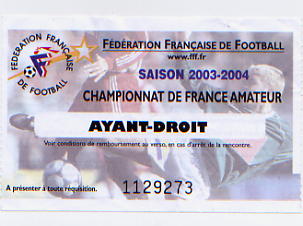 FÉDÉRATION FRANÇAISE
DE FOOTBALL
FÉDÉRATION FRANÇAISE DE FOOTBALL
www.fff.fr
SAISON 2003-2004
CHAMPIONNAT DE FRANCE AMATEUR
AYANT-DROIT
Voir conditions de remboursement au verso, en cas d'arrêt de la rencontre.
A présenter à toute réquisition.
1129273